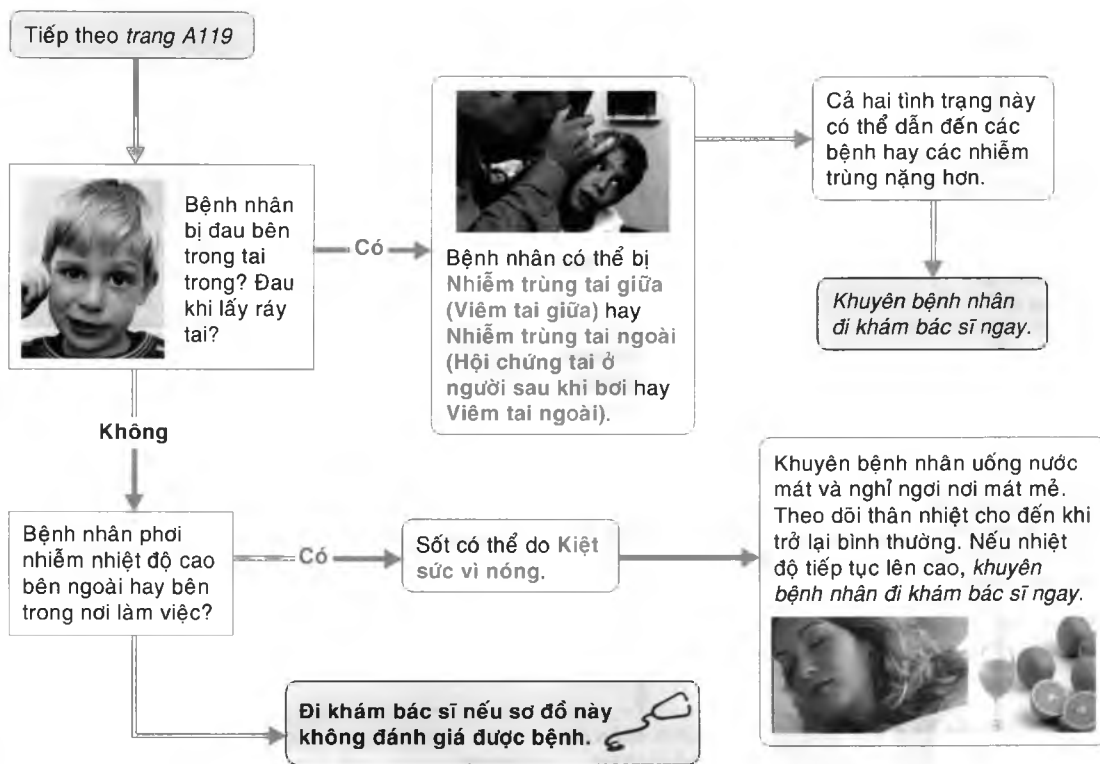 Tiếp theo trang A119
Bệnh nhân
bị đau bên
trong tai
trong? Đau
khi lấy ráy
tai?
Có
Bệnh nhân có thể bị
Nhiễm trùng tai giữa
(Viêm tai giữa) hay
Nhiễm trùng tai ngoài
(Hội chứng tai ở
người sau khi bơi hay
Viêm tai ngoài).
Cả hai tình trạng này
có thể dẫn đến các
bệnh hay các nhiễm
trùng nặng hơn.
Khuyên bệnh nhân
đi khám bác sĩ ngay.
Không
Bệnh nhân phơi
nhiễm nhiệt độ cao
bên ngoài hay bên
trong nơi làm việc?
Có
Sốt có thể do Kiệt
sức vì nóng.
Khuyên bệnh nhân uống nước
mát và nghỉ ngơi nơi mát mẻ.
Theo dõi thân nhiệt cho đến khi
trở lại bình thường. Nếu nhiệt
độ tiếp tục lên cao, khuyên
bệnh nhân đi khám bác sĩ ngay.
Đi khám bác sĩ nếu sơ đồ này
không đánh giá được bệnh.